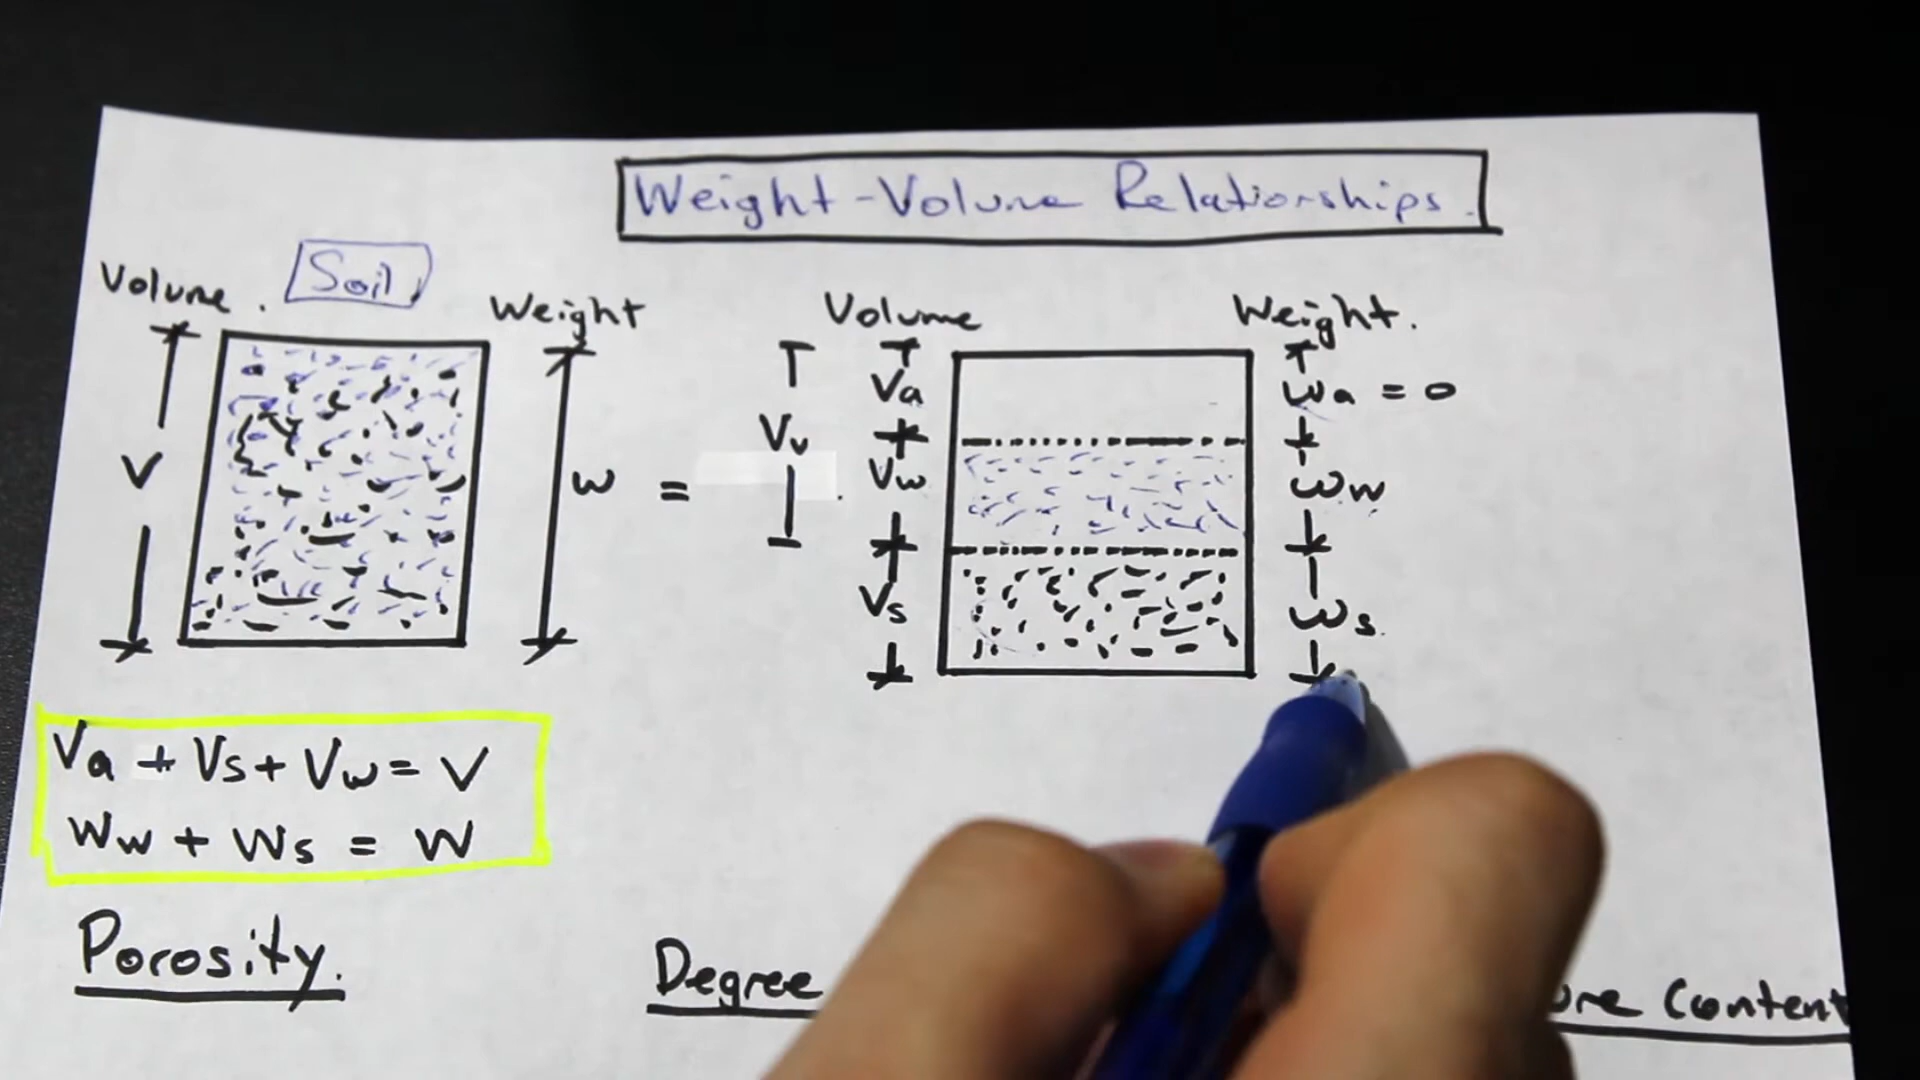 Weight-Volume Relationships.
Volume.
Soil
Weight
V
w
=
Volume
Weight.
Va
Vv
Vw
Vs
wa = 0
ww
ws.
Va + Vs + Vw = V
Ww + Ws = W
Porosity.
Degree
Content